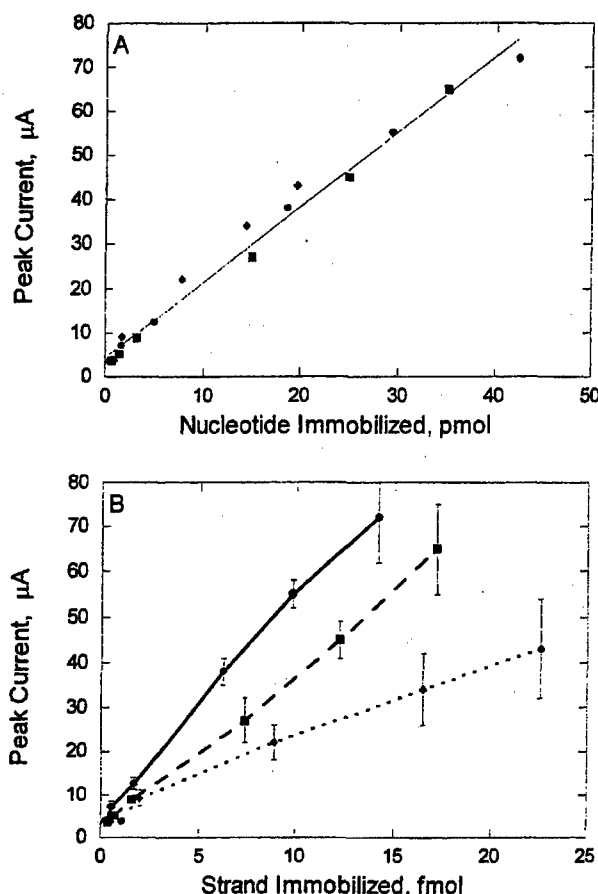 A
Peak Current, µA
80
70
60
50
40
30
20
10
0
0 10 20 30 40 50
Nucleotide Immobilized, pmol
B
Peak Current, µA
80
70
60
50
40
30
20
10
0
0 5 10 15 20 25
Strand Immobilized, fmol